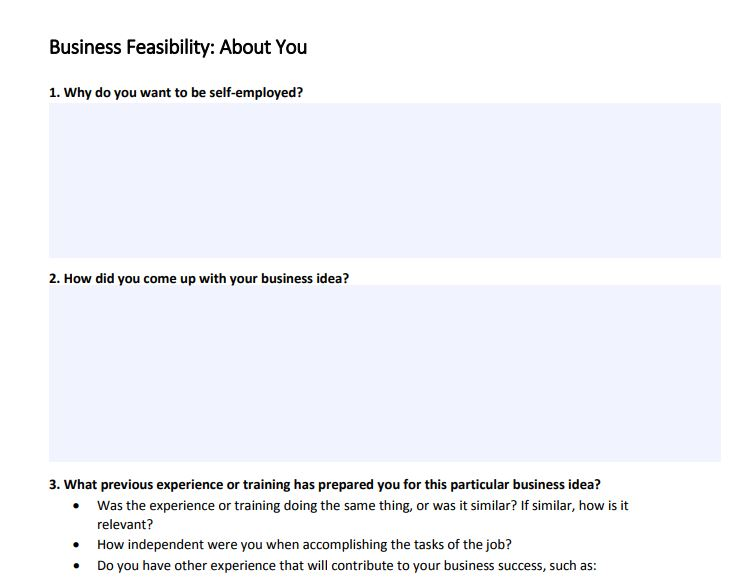 Business Feasibility: About You
1. Why do you want to be self-employed?
2. How did you come up with your business idea?
3. What previous experience or training has prepared you for this particular business idea?
• Was the experience or training doing the same thing, or was it similar? If similar, how is it
relevant?
• How independent were you when accomplishing the tasks of the job?
• Do you have other experience that will contribute to your business success, such as: